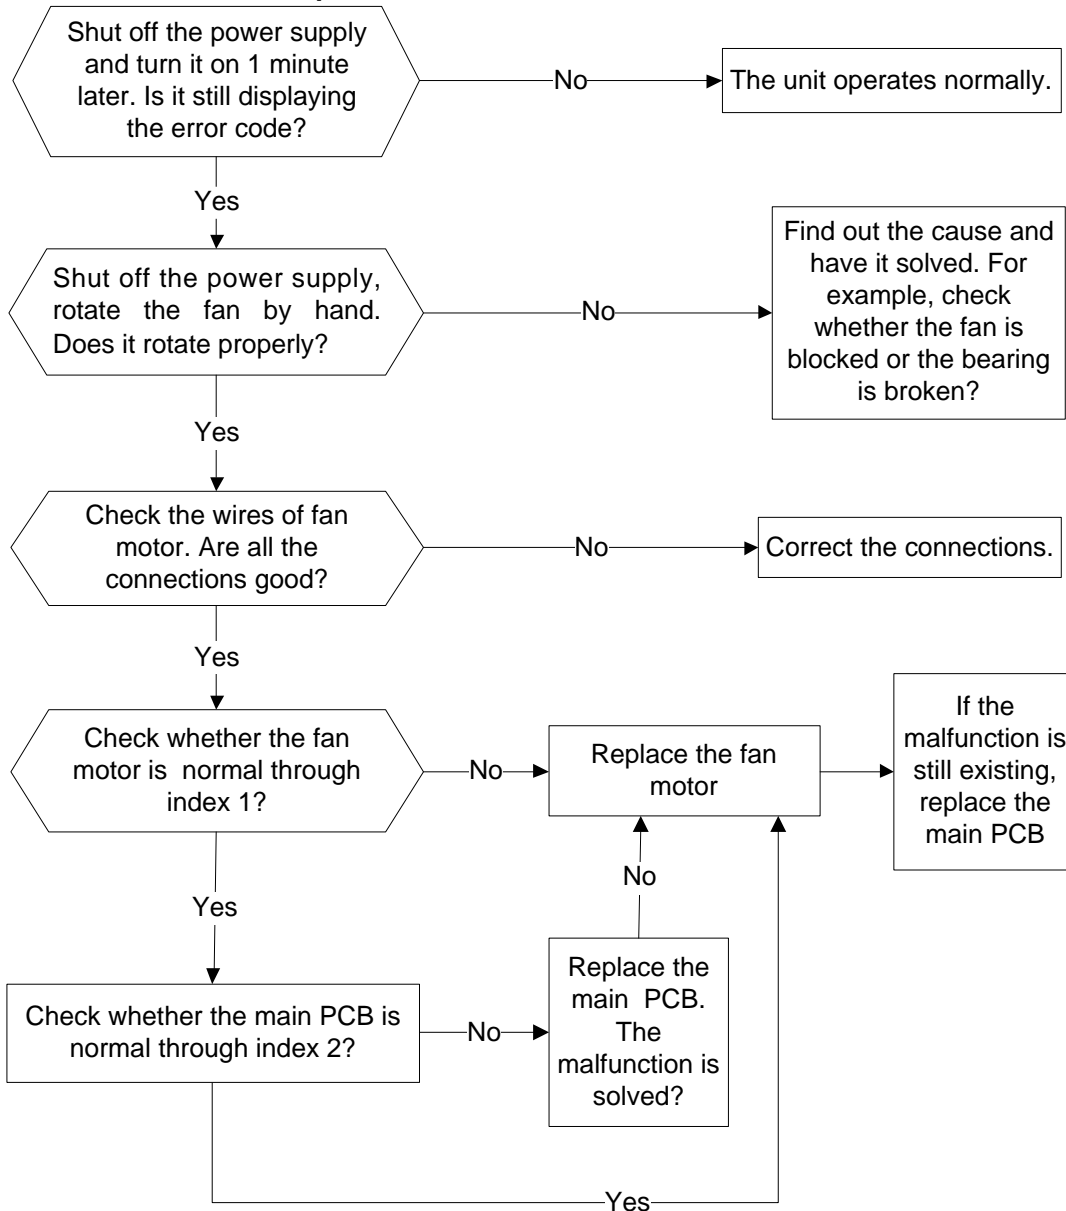 Shut off the power supply
and turn it on 1 minute
later. Is it still displaying
the error code?
No
The unit operates normally.
Yes
Shut off the power supply,
rotate the fan by hand.
Does it rotate properly?
No
Find out the cause and
have it solved. For
example, check
whether the fan is
blocked or the bearing
is broken?
Yes
Check the wires of fan
motor. Are all the
connections good?
No
Correct the connections.
Yes
Check whether the fan
motor is normal through
index 1?
No
Replace the fan
motor
If the
malfunction is
still existing,
replace the
main PCB
Yes
No
Check whether the main PCB is
normal through index 2?
No
Replace the
main PCB.
The
malfunction is
solved?
Yes